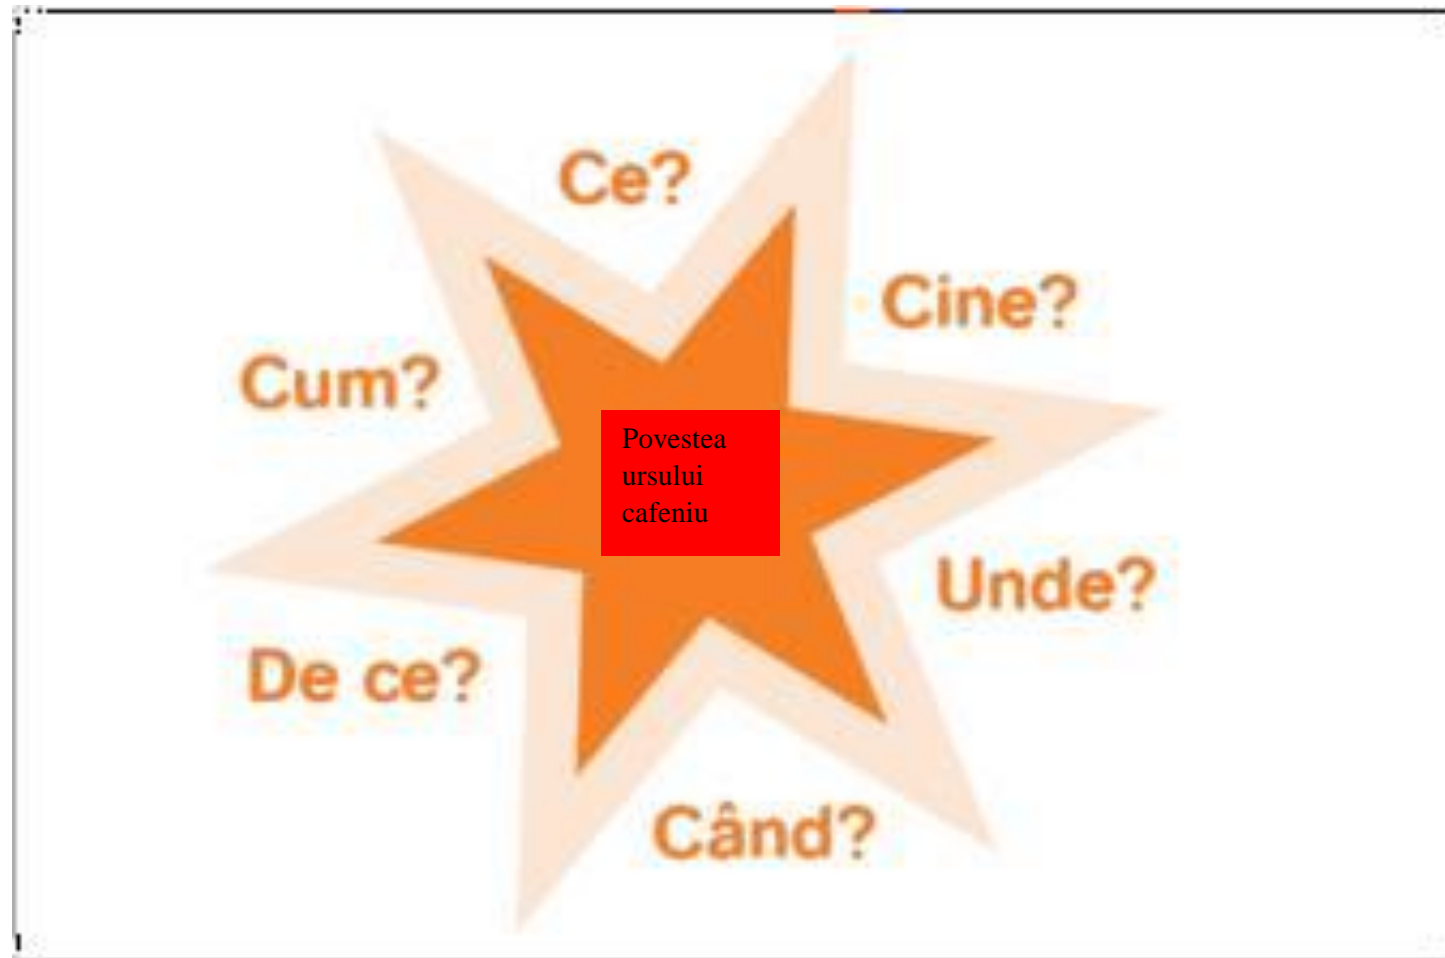 Ce?
Cine?
Cum?
Povestea
ursului
cafeniu
Unde?
De ce?
Când?